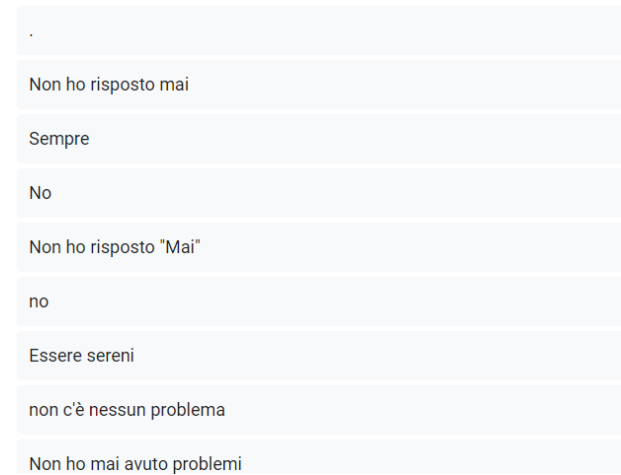 .
Non ho risposto mai
Sempre
No
Non ho risposto "Mai"
no
Essere sereni
non c'è nessun problema
Non ho mai avuto problemi